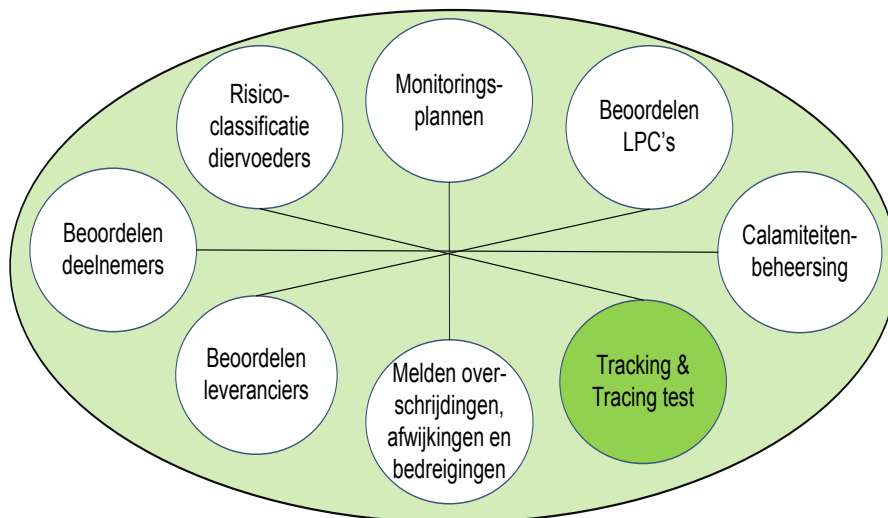 Risico-
classificatie
diervoeders
Monitorings-
plannen
Beoordelen
LPC's
Beoordelen
deelnemers
Calamiteiten-
beheersing
Beoordelen
leveranciers
Melden over-
schrijdingen,
afwijkingen en
bedreigingen
Tracking &
Tracing test